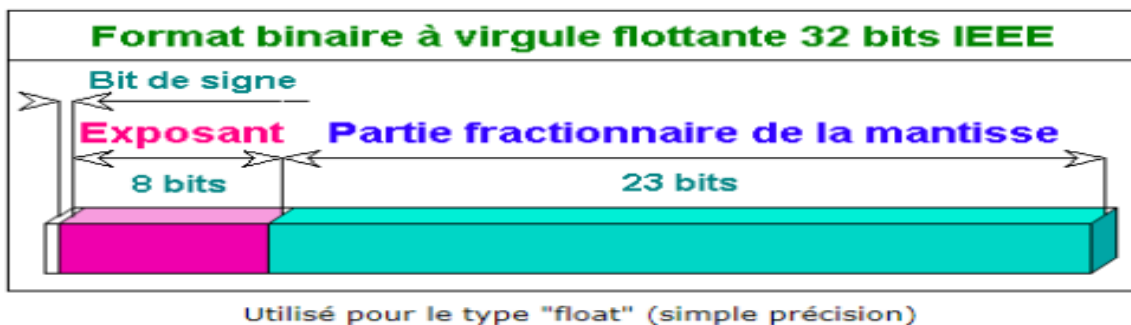 Format binaire à virgule flottante 32 bits IEEE
Bit de signe
Exposant Partie fractionnaire de la mantisse
8 bits 23 bits
Utilisé pour le type "float" (simple précision)